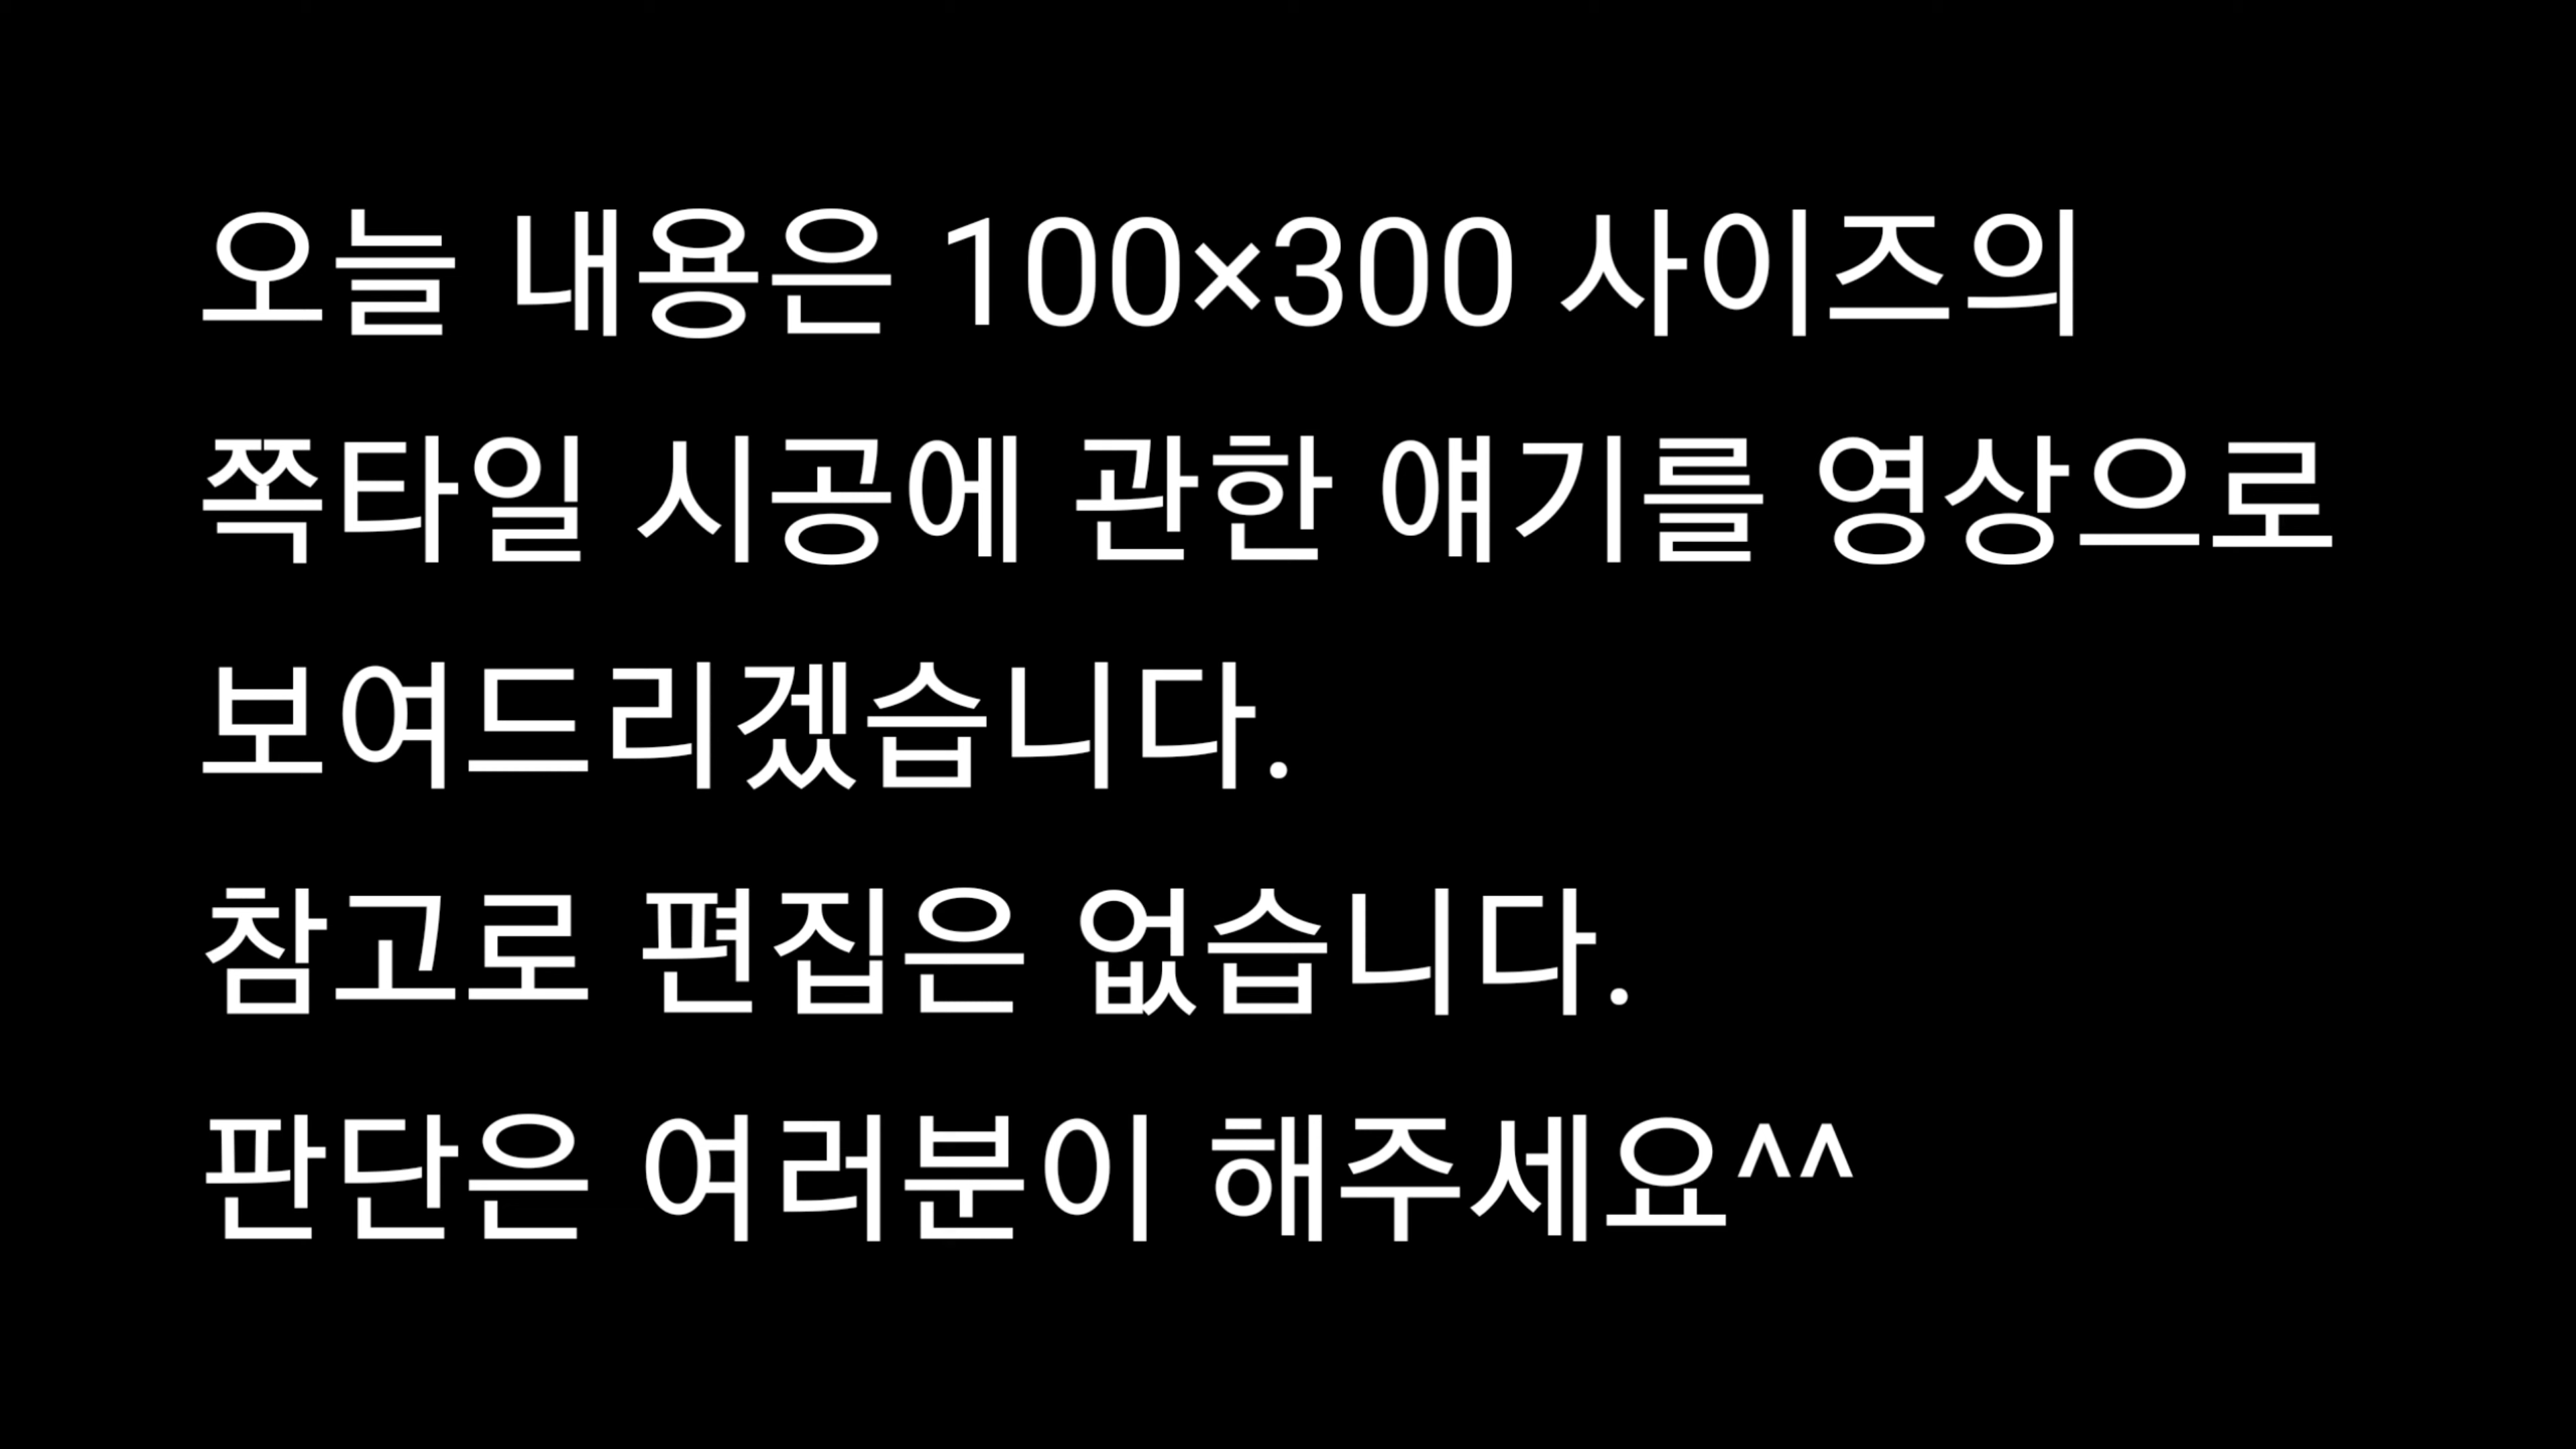 오늘 내용은 100×300 사이즈의
쪽타일 시공에 관한 얘기를 영상으로
보여드리겠습니다.
참고로 편집은 없습니다.
판단은 여러분이 해주세요^^